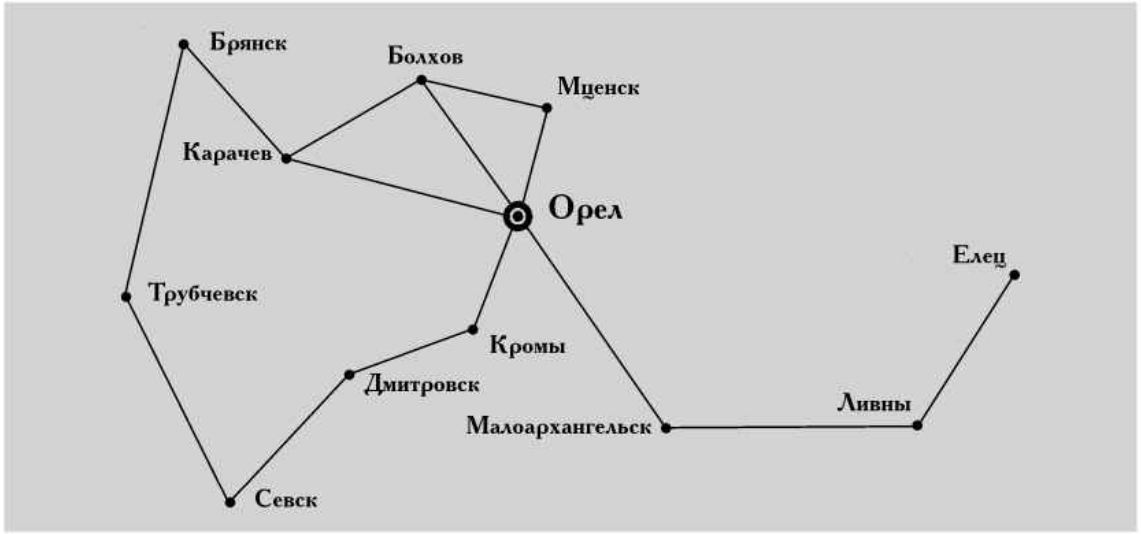 Брянск
Болхов
Мценск
Карачев
Орел
Елец
Трубчевск
Кромы
Дмитровск
Ливны
Малоархангельск
Севск